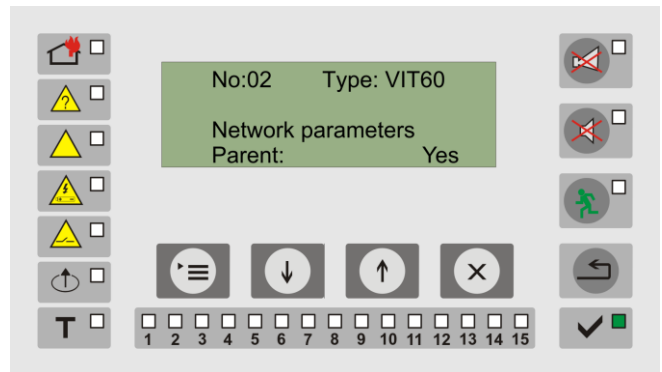 No:02 Type: VIT60
Network parameters
Parent: Yes
?
T
1 2 3 4 5 6 7 8 9 10 11 12 13 14 15